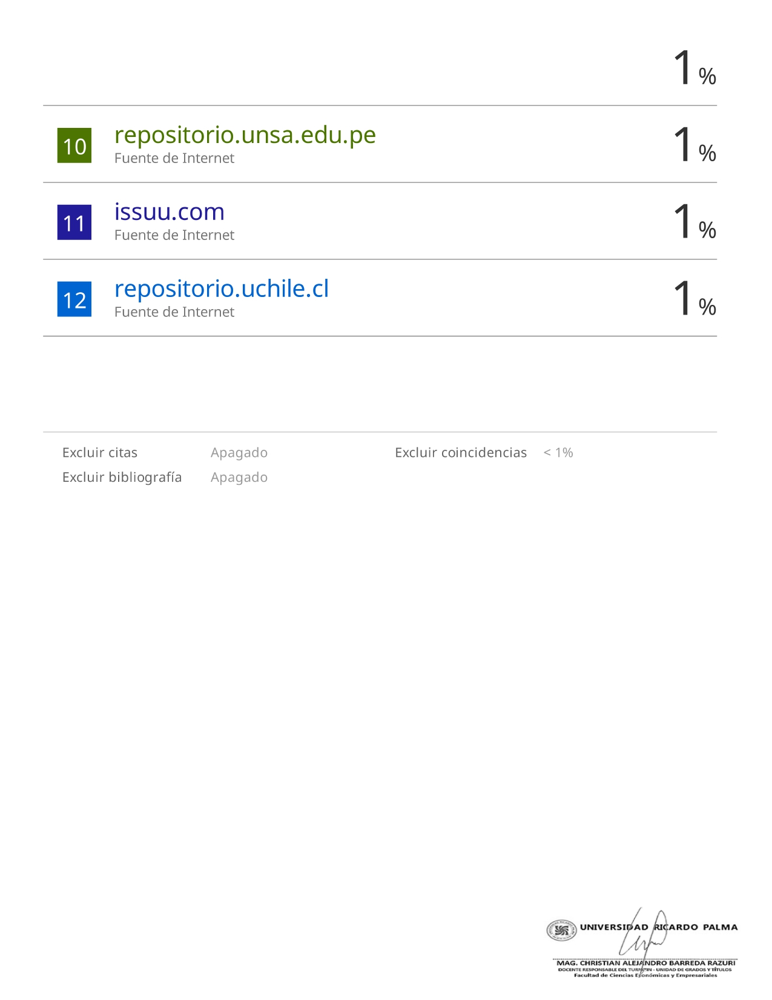 1%
10 repositorio.unsa.edu.pe 1%
Fuente de Internet
11 issuu.com 1%
Fuente de Internet
12 repositorio.uchile.cl 1%
Fuente de Internet
Excluir citas Apagado Excluir coincidencias < 1%
Excluir bibliografía Apagado
UNIVERSIDAD RICARDO PALMA
MAG. CHRISTIAN ALEJANDRO BARREDA RAZURI
DOCENTE RESPONSABLE DEL TURNITIN - UNIDAD DE GRADOS Y TÍTULOS
Facultad de Ciencias Económicas y Empresariales